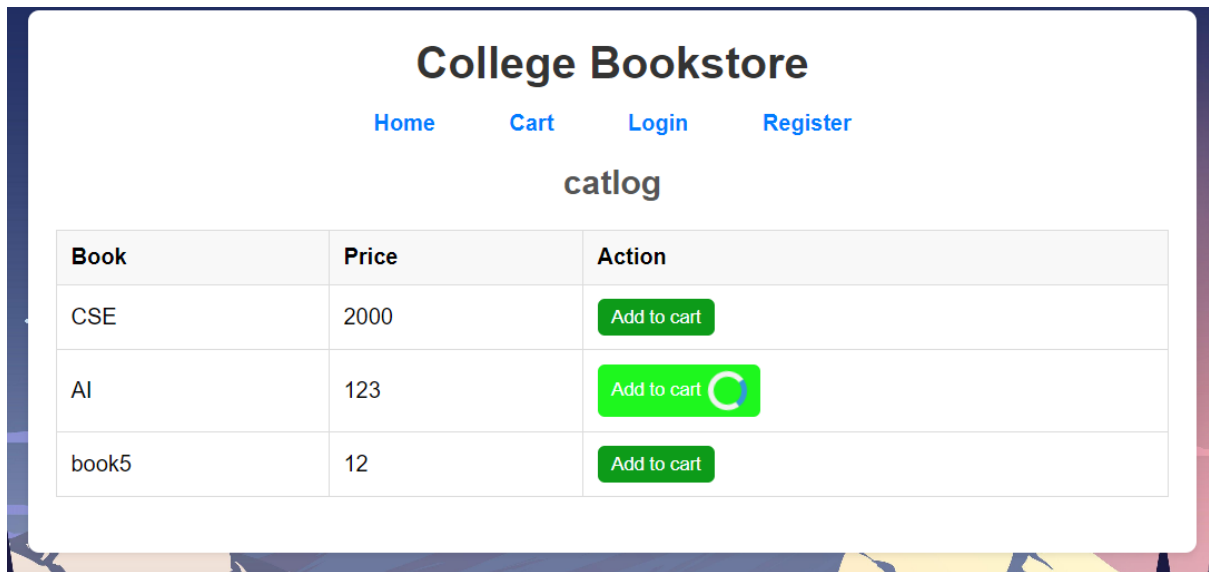 College Bookstore
Home Cart Login Register
catlog
Book Price Action
CSE 2000 Add to cart
AI 123 Add to cart
book5 12 Add to cart